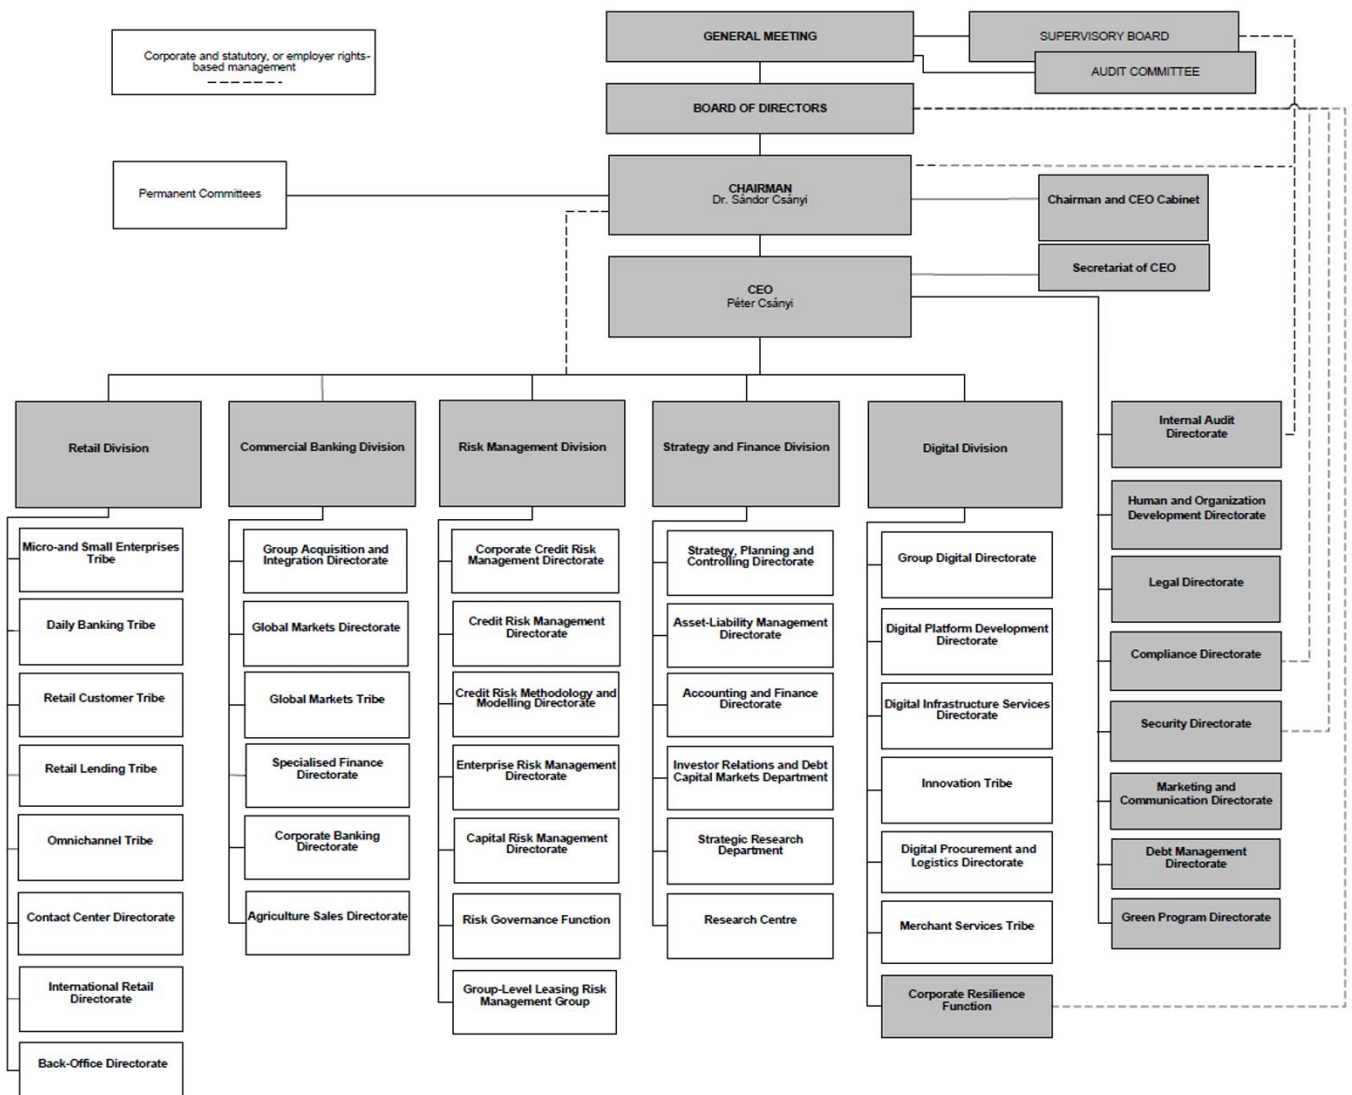 Corporate and statutory, or employer rights-
based management
GENERAL MEETING
SUPERVISORY BOARD
AUDIT COMMITTEE
BOARD OF DIRECTORS
Permanent Committees
CHAIRMAN
Dr. Sándor Csányi
Chairman and CEO Cabinet
Secretariat of CEO
CEO
Péter Csányi
Retail Division
Micro-and Small Enterprises
Tribe
Daily Banking Tribe
Retail Customer Tribe
Retail Lending Tribe
Omnichannel Tribe
Contact Center Directorate
International Retail
Directorate
Back-Office Directorate
Commercial Banking Division
Group Acquisition and
Integration Directorate
Global Markets Directorate
Global Markets Tribe
Specialised Finance
Directorate
Corporate Banking
Directorate
Agriculture Sales Directorate
Risk Management Division
Corporate Credit Risk
Management Directorate
Credit Risk Management
Directorate
Credit Risk Methodology and
Modelling Directorate
Enterprise Risk Management
Directorate
Capital Risk Management
Directorate
Risk Governance Function
Group-Level Leasing Risk
Management Group
Strategy and Finance Division
Strategy, Planning and
Controlling Directorate
Asset-Liability Management
Directorate
Accounting and Finance
Directorate
Investor Relations and Debt
Capital Markets Department
Strategic Research
Department
Research Centre
Digital Division
Group Digital Directorate
Digital Platform Development
Directorate
Digital Infrastructure Services
Directorate
Innovation Tribe
Digital Procurement and
Logistics Directorate
Merchant Services Tribe
Corporate Resilience
Function
Internal Audit
Directorate
Human and Organization
Development Directorate
Legal Directorate
Compliance Directorate
Security Directorate
Marketing and
Communication Directorate
Debt Management
Directorate
Green Program Directorate